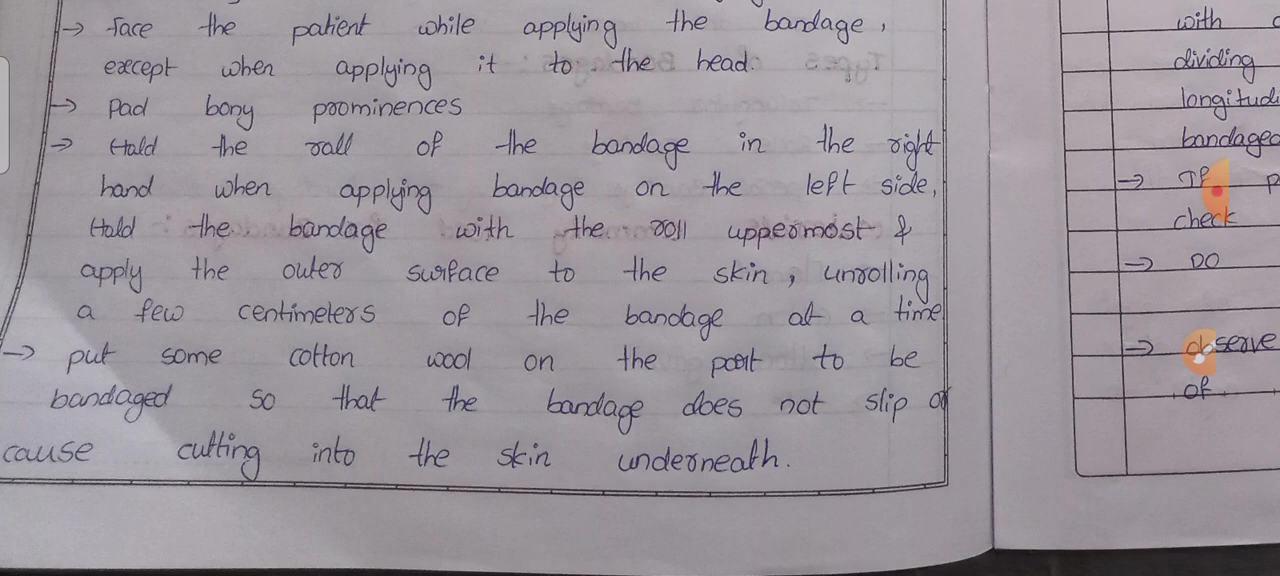 → face the patient while applying the bandage,
except when applying it to the head.
→ Pad bony prominences
→ Hold the roll of the bandage in the right
hand when applying bandage on the left side,
Hold the bandage with the roll uppermost &
apply the outer surface to the skin, unrolling
a few centimeters of the bandage at a time
→ put some cotton wool on the part to be
bandaged so that the bandage does not slip or
cause cutting into the skin underneath.
with
dividing
bandaged
check
→ DO
→ observe
of